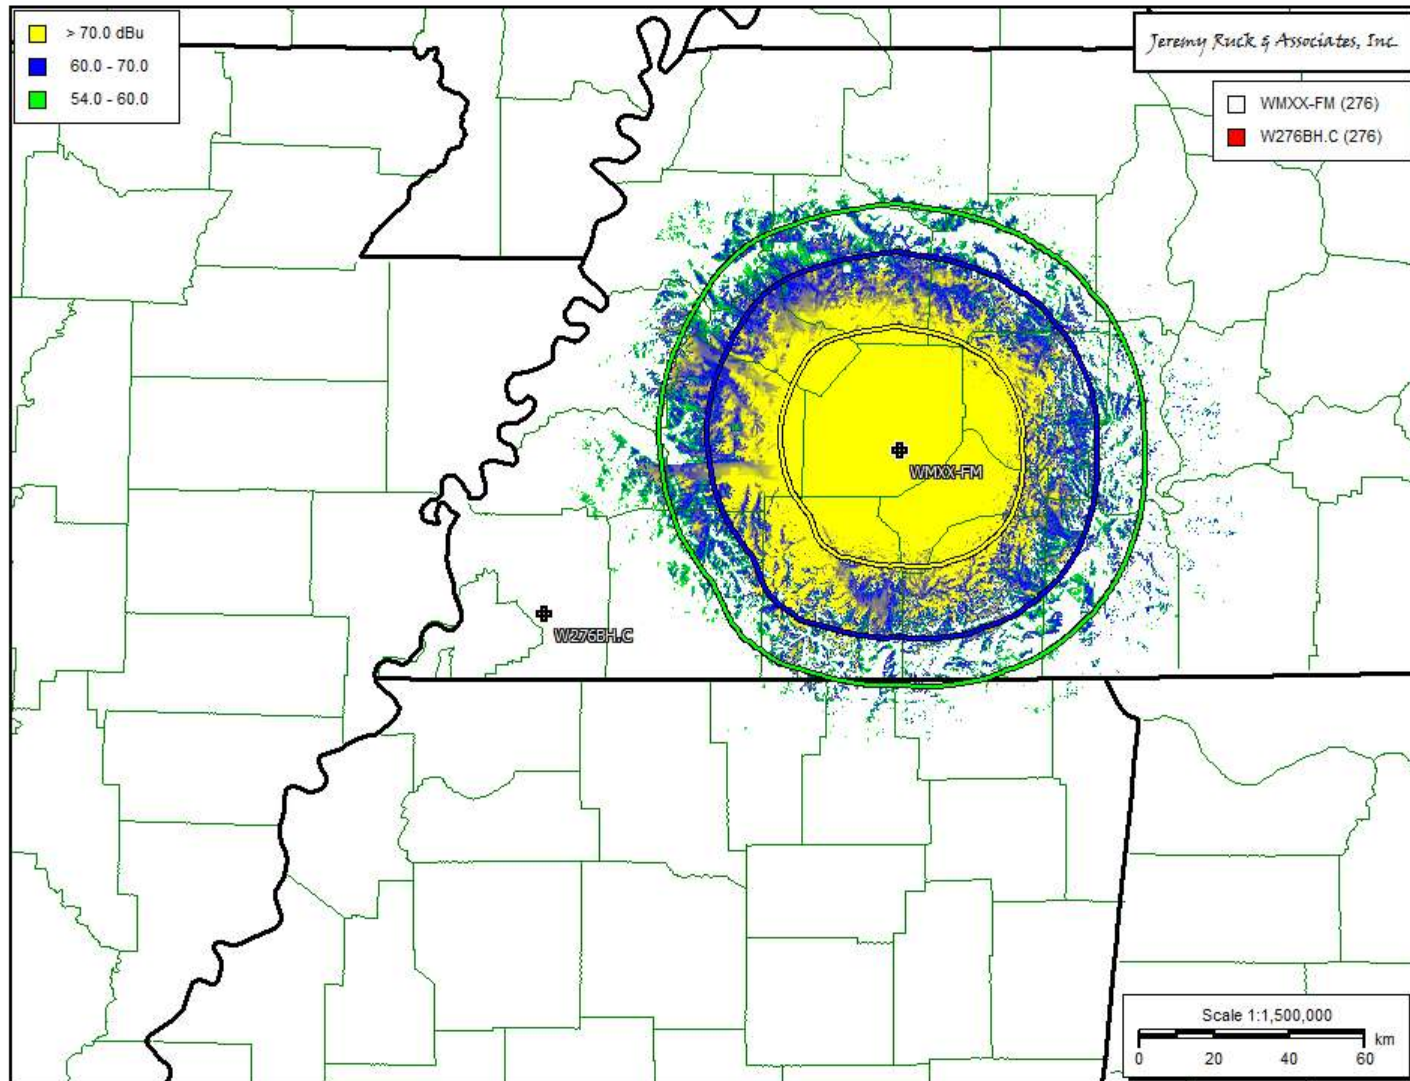 > 70.0 dBu
60.0 - 70.0
54.0 - 60.0
Jeremy Ruck & Associates, Inc.
WMXX-FM (276)
W276BH.C (276)
WMXX-FM
W276BH.C
Scale 1:1,500,000
km
0 20 40 60